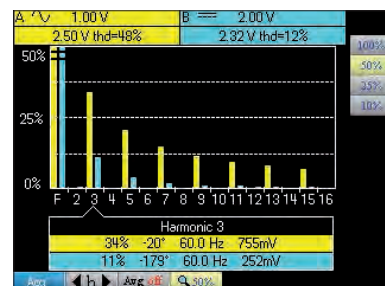 A 1.00 V B 2.00 V
2.50 V thd=48% 2.32 V thd=12%
100%
50%
50%
25%
25%
10%
0%
F 2 3 4 5 6 7 8 9 10 11 12 13 14 15 16
Harmonic 3
34% -20° 60.0 Hz 755mV
11% -179° 60.0 Hz 252mV
h Avg off 50%